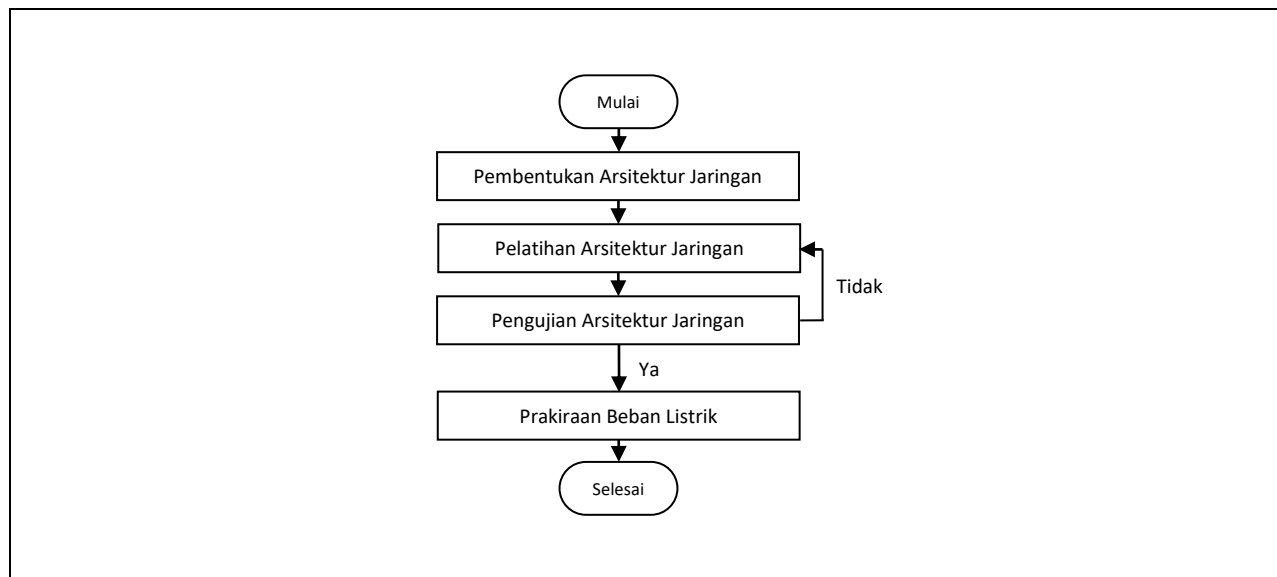 Mulai
Pembentukan Arsitektur Jaringan
Pelatihan Arsitektur Jaringan
Tidak
Pengujian Arsitektur Jaringan
Ya
Prakiraan Beban Listrik
Selesai